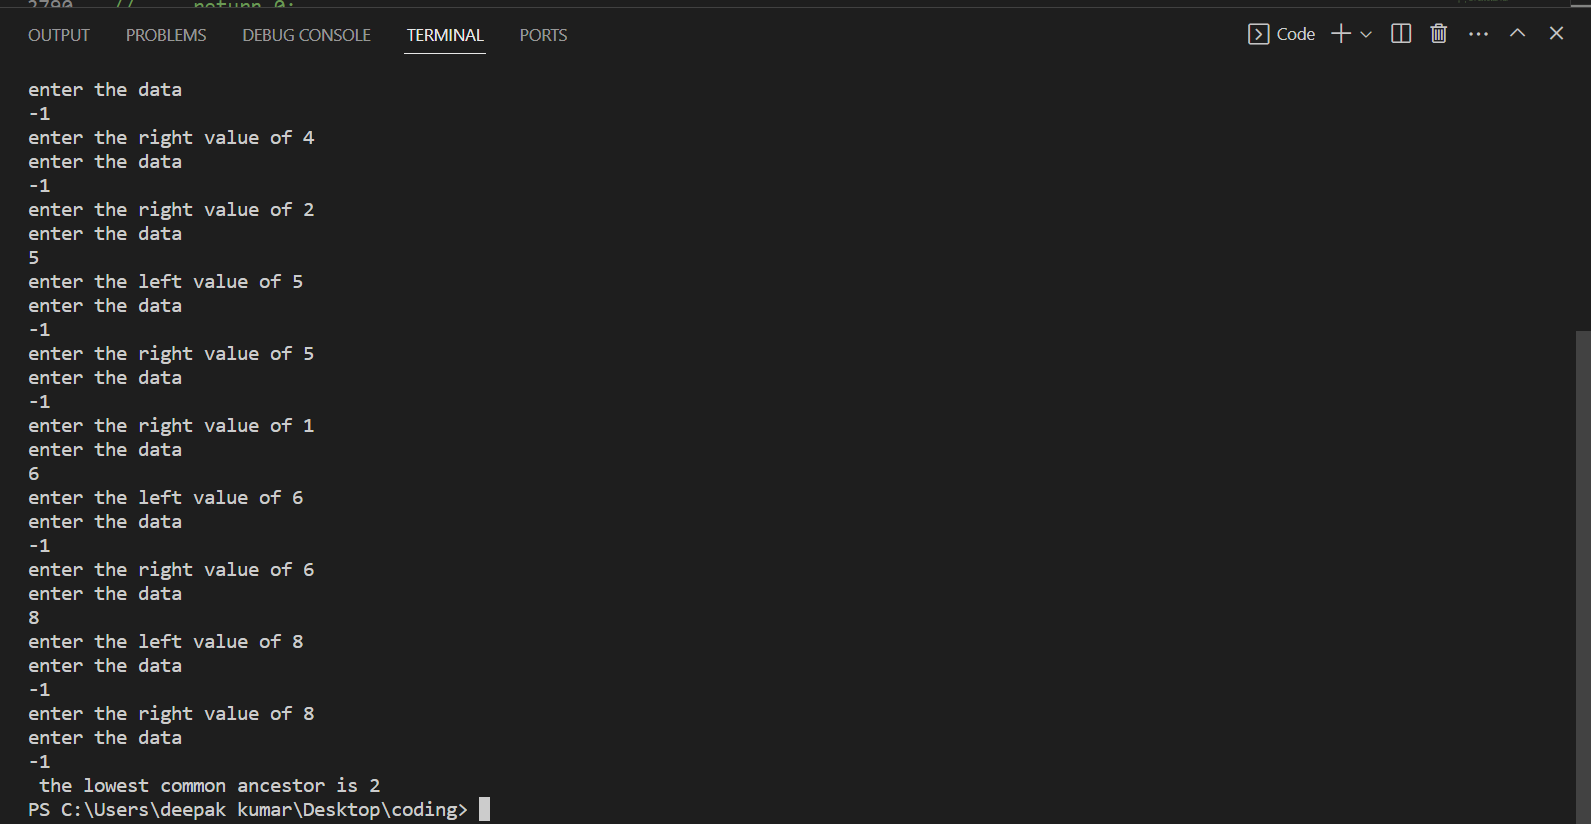 2790 // return 0;
OUTPUT PROBLEMS DEBUG CONSOLE TERMINAL PORTS Code
enter the data
-1
enter the right value of 4
enter the data
-1
enter the right value of 2
enter the data
5
enter the left value of 5
enter the data
-1
enter the right value of 5
enter the data
-1
enter the right value of 1
enter the data
6
enter the left value of 6
enter the data
-1
enter the right value of 6
enter the data
8
enter the left value of 8
enter the data
-1
enter the right value of 8
enter the data
-1
the lowest common ancestor is 2
PS C:\Users\deepak kumar\Desktop\coding>